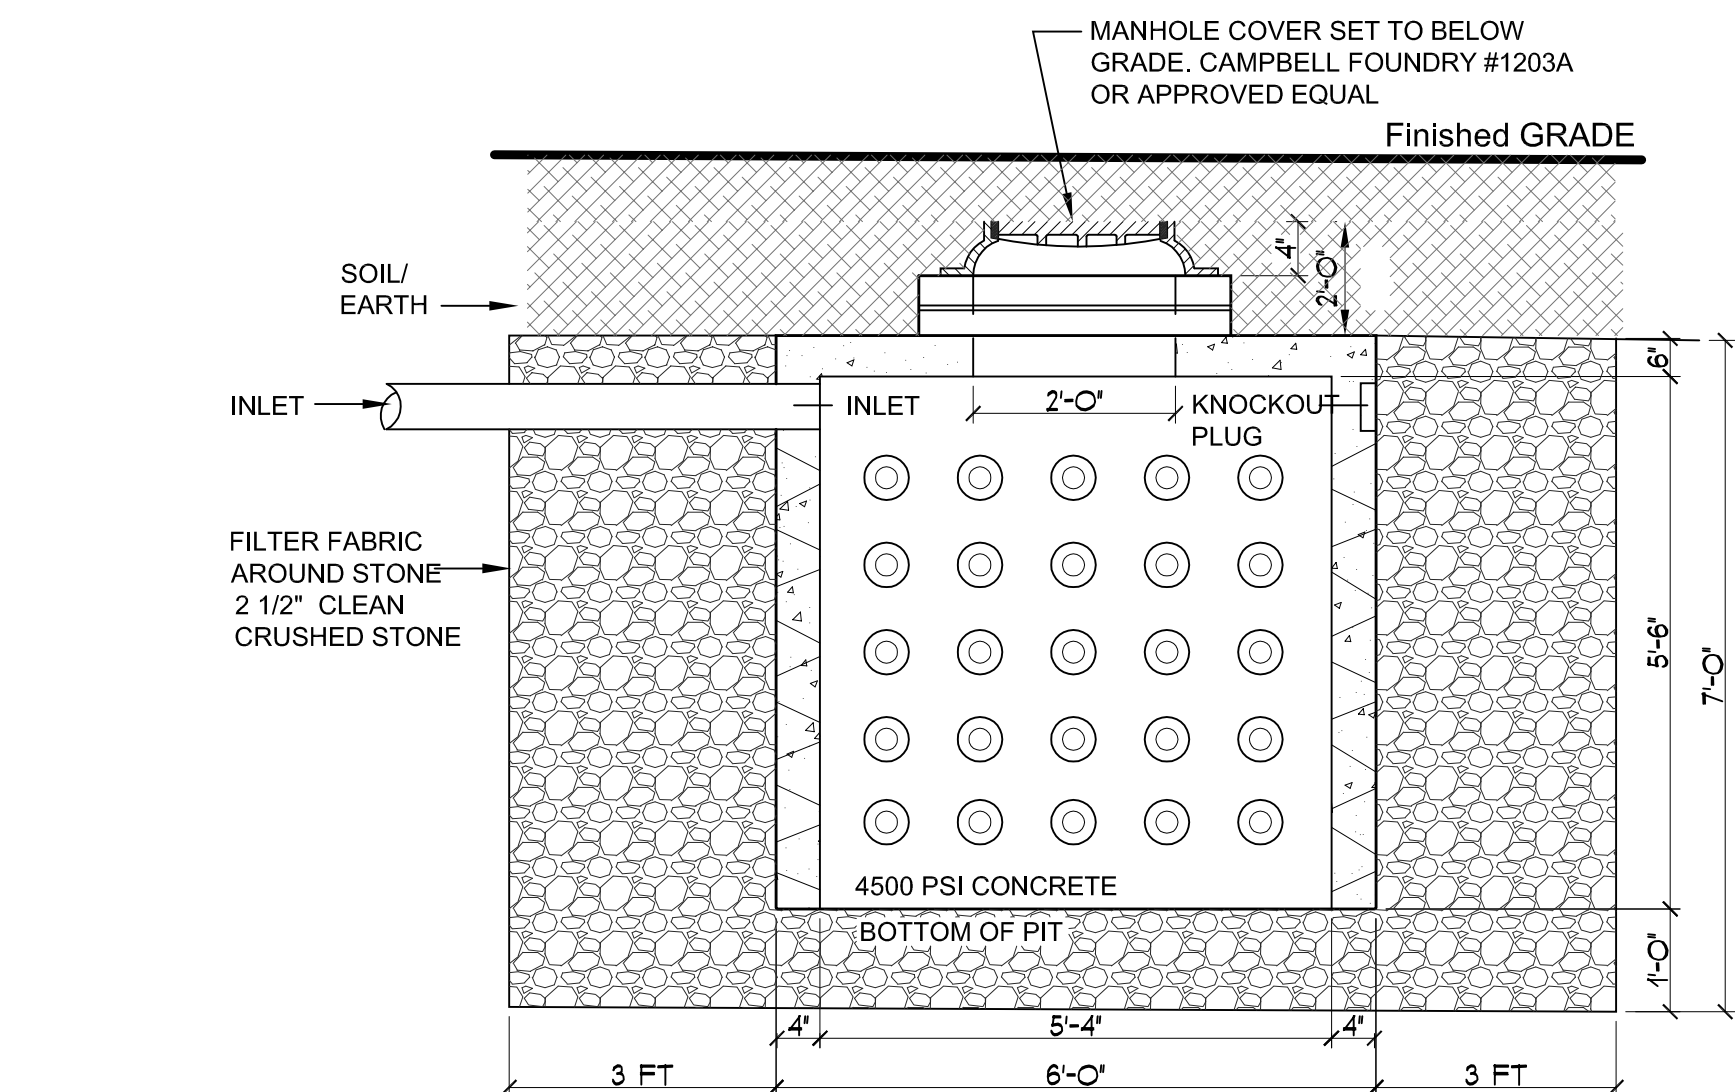 MANHOLE COVER SET TO BELOW
GRADE. CAMPBELL FOUNDRY #1203A
OR APPROVED EQUAL
Finished GRADE
4"
2'-0"
SOIL/
EARTH
6"
INLET
INLET
2'-0"
KNOCKOUT
PLUG
FILTER FABRIC
AROUND STONE
2 1/2" CLEAN
CRUSHED STONE
5'-6"
7'-0"
4500 PSI CONCRETE
BOTTOM OF PIT
1'-0"
4"
5'-4"
4"
3 FT
6'-0"
3 FT